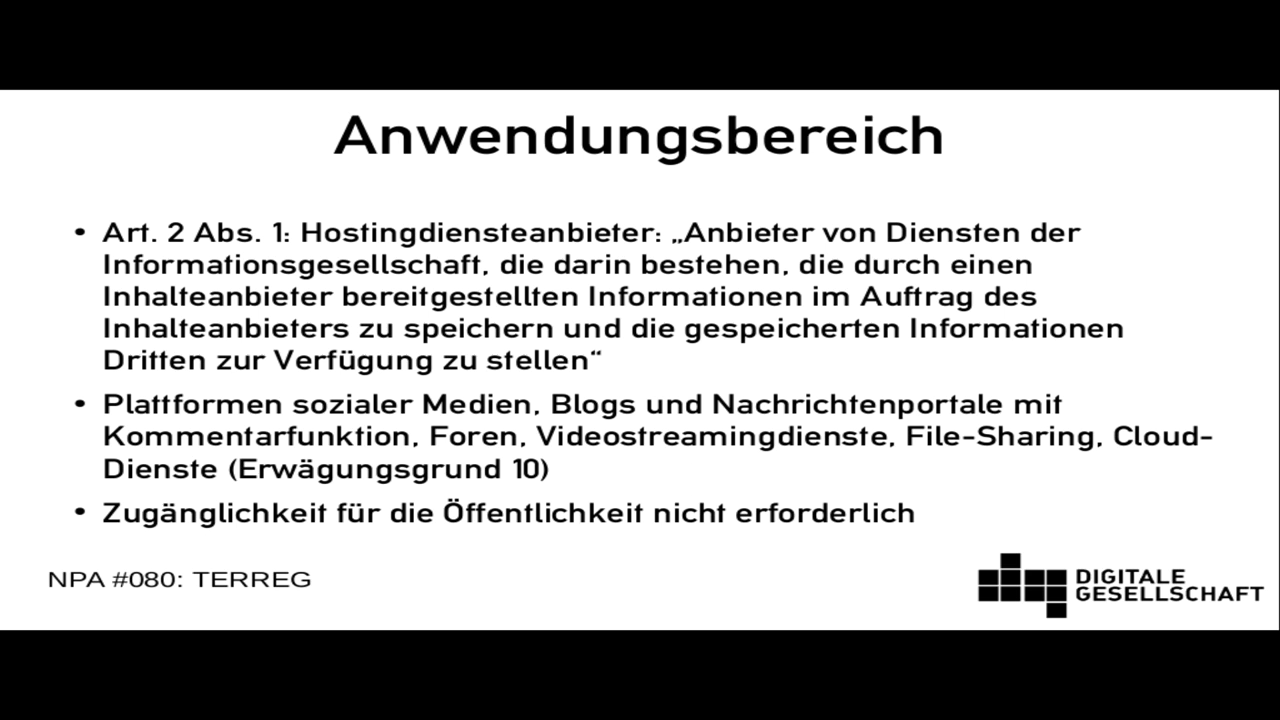 Anwendungsbereich
• Art. 2 Abs. 1: Hostingdiensteanbieter: „Anbieter von Diensten der
Informationsgesellschaft, die darin bestehen, die durch einen
Inhalteanbieter bereitgestellten Informationen im Auftrag des
Inhalteanbieters zu speichern und die gespeicherten Informationen
Dritten zur Verfügung zu stellen“
• Plattformen sozialer Medien, Blogs und Nachrichtenportale mit
Kommentarfunktion, Foren, Videostreamingdienste, File-Sharing, Cloud-
Dienste (Erwägungsgrund 10)
• Zugänglichkeit für die Öffentlichkeit nicht erforderlich
NPA #080: TERREG
DIGITALE
GESELLSCHAFT